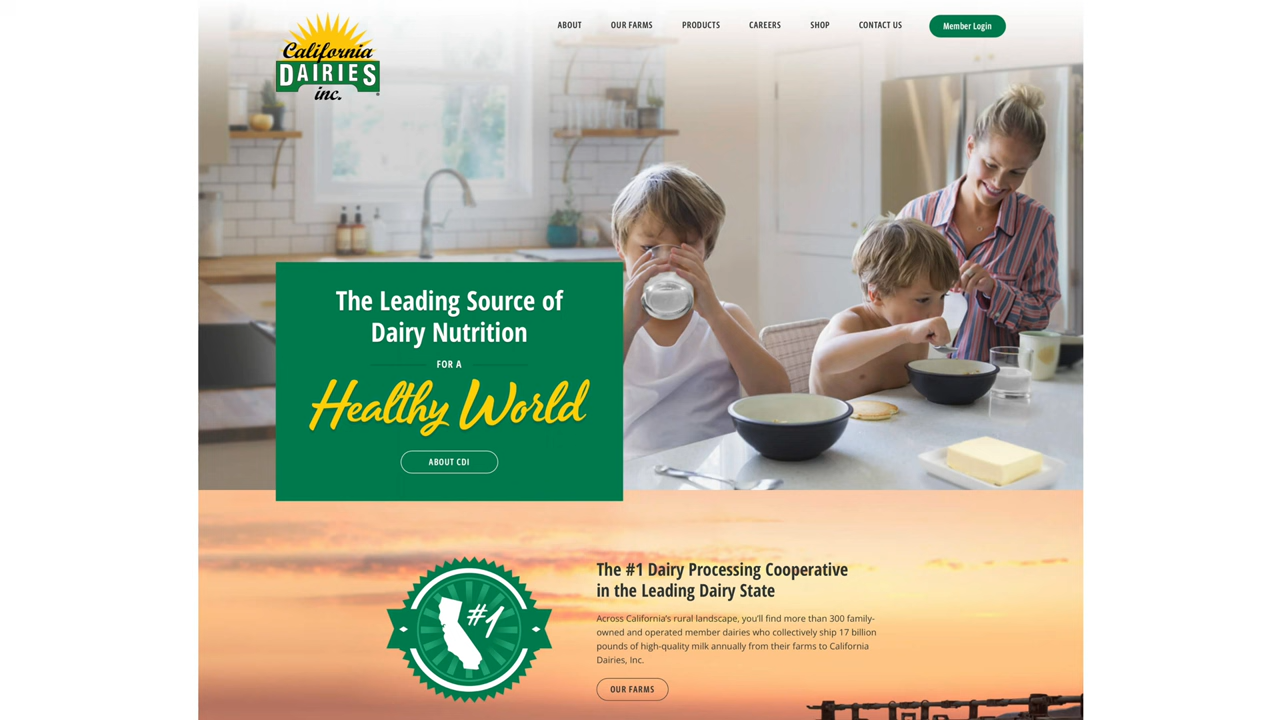 California
DAIRIES
inc.
ABOUT
OUR FARMS
PRODUCTS
CAREERS
SHOP
CONTACT US
Member Login
The Leading Source of
Dairy Nutrition
FOR A
Healthy World
ABOUT CDI
#1
The #1 Dairy Processing Cooperative
in the Leading Dairy State
Across California's rural landscape, you'll find more than 300 family-
owned and operated member dairies who collectively ship 17 billion
pounds of high-quality milk annually from their farms to California
Dairies, Inc.
OUR FARMS